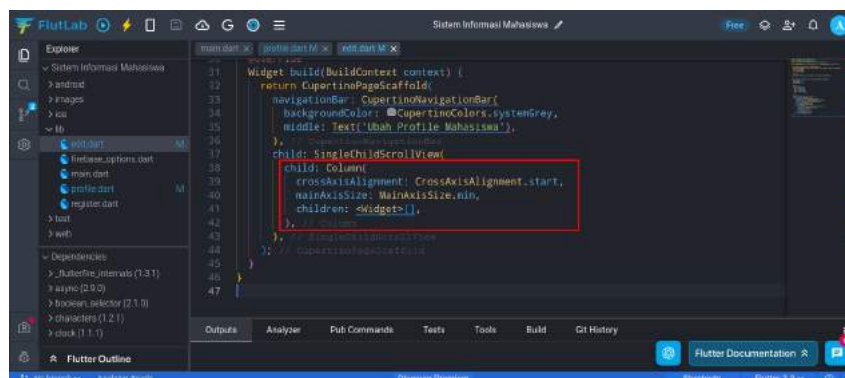 FlutLab
Sistem Informasi Mahasiswa
Free
Explorer
main.dart x profile.dart M x edit.dart M x
Sistem Informasi Mahasiswa
android
images
ios
lib
edit.dart M
firebase_options.dart
main.dart
profile.dart M
register.dart
test
web
Dependencies
_flutterfire_internals (1.3.1)
async (2.9.0)
boolean_selector (2.1.0)
characters (1.2.1)
clock (1.1.1)
Flutter Outline
31 Widget build(BuildContext context) {
32 return CupertinoPageScaffold(
33 navigationBar: CupertinoNavigationBar(
34 backgroundColor: CupertinoColors.systemGrey,
35 middle: Text('Ubah Profile Mahasiswa'),
36 ), // CupertinoNavigationBar
37 child: SingleChildScrollView(
38 child: Column(
39 crossAxisAlignment: CrossAxisAlignment.start,
40 mainAxisSize: MainAxisSize.min,
41 children: <Widget>[],
42 ), // Column
43 ), // SingleChildScrollView
44 ); // CupertinoPageScaffold
45 }
46 }
47
Outputs Analyzer Pub Commands Tests Tools Build Git History
Flutter Documentation